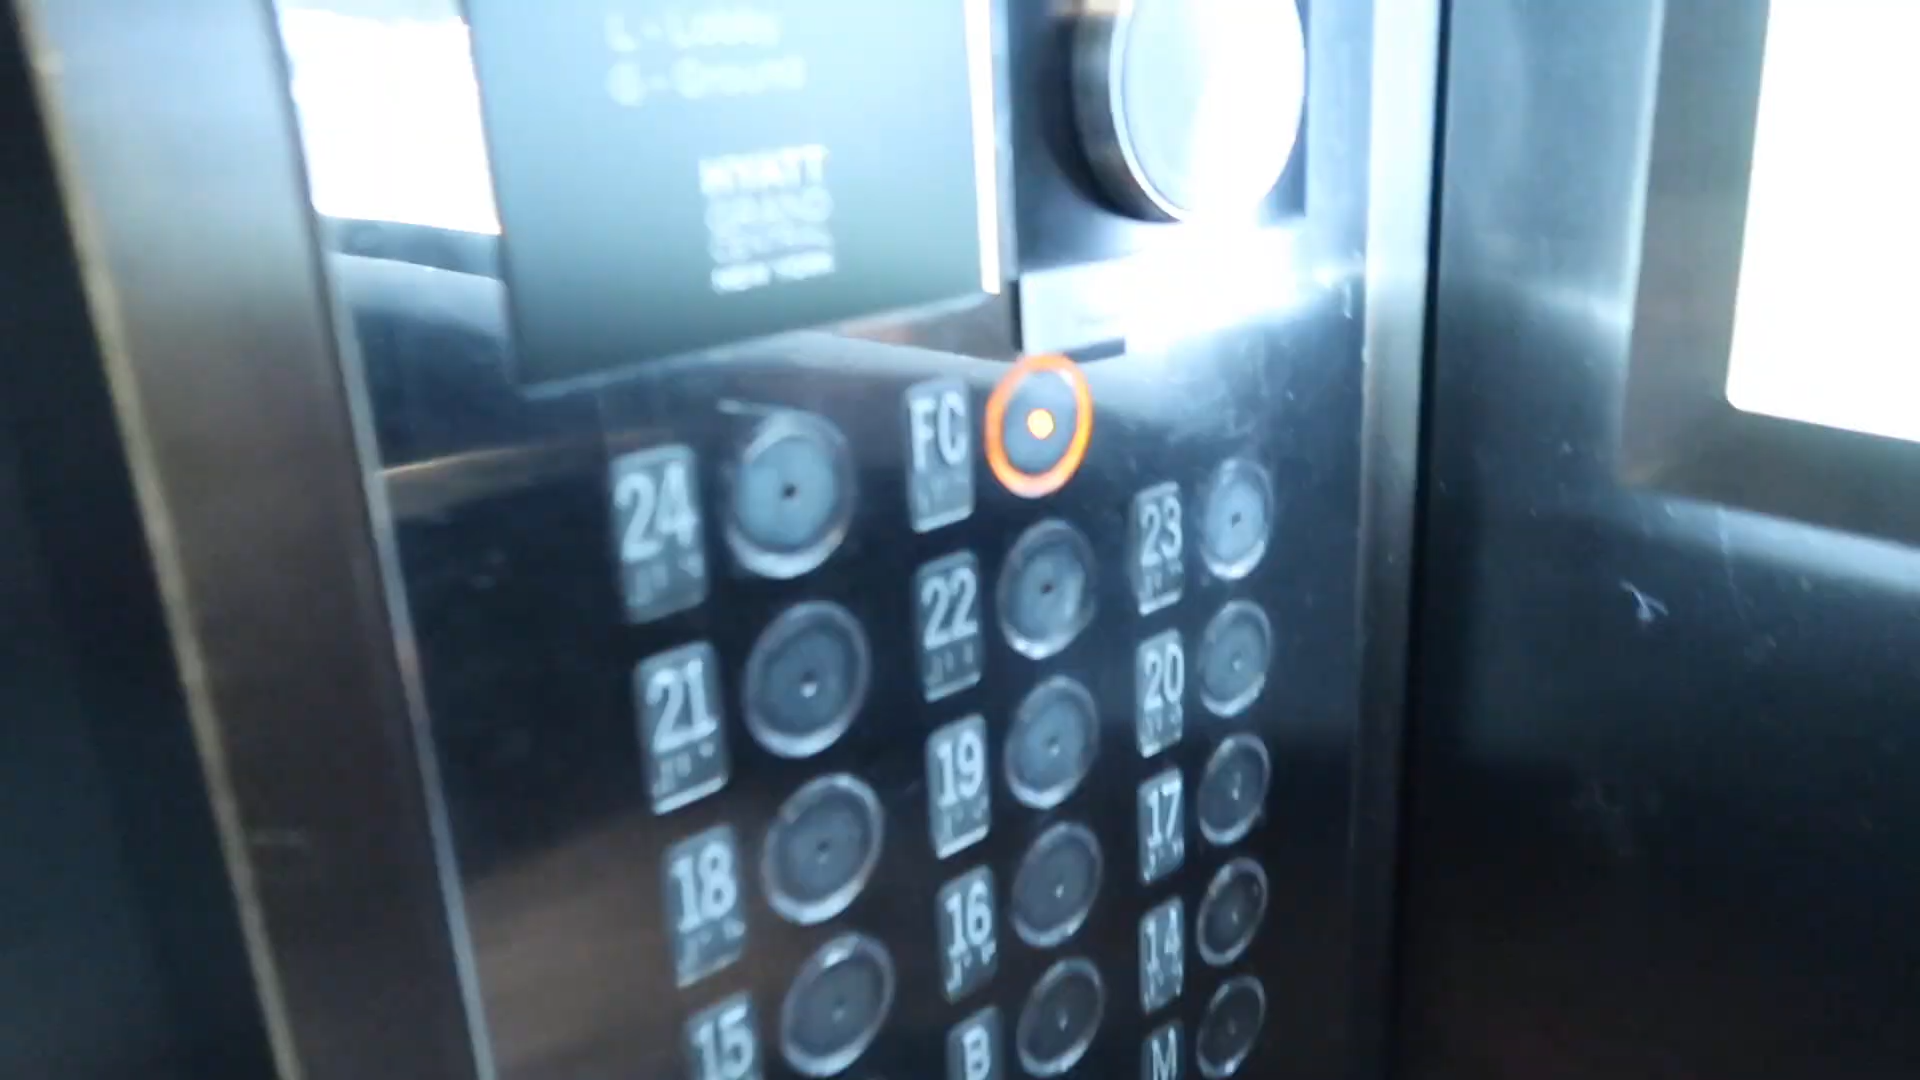 L - Lobby
G - Ground
HYATT
GRAND
CENTRAL
NEW YORK
FC
24
22
23
21
19
20
18
16
17
15
B
14
M